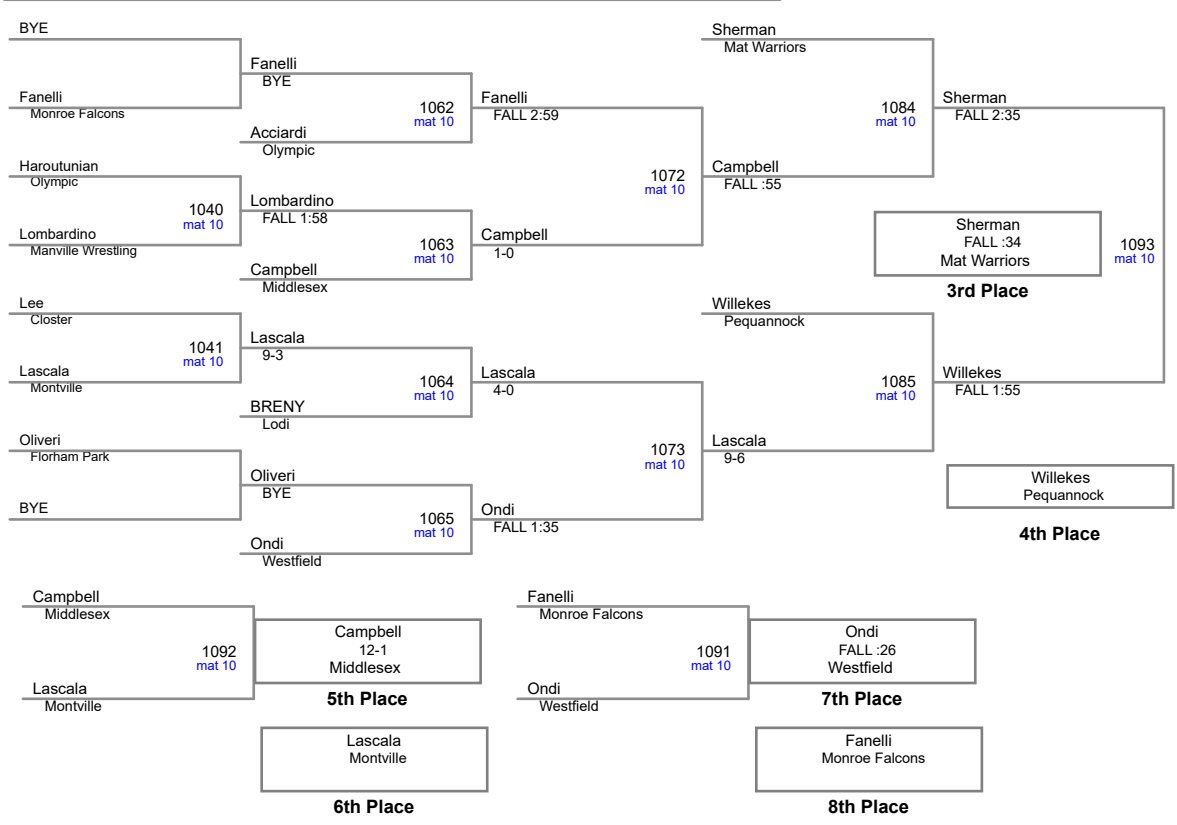 BYE
Fanelli
Monroe Falcons
Haroutunian
Olympic
1040
mat 10
Lombardino
Manville Wrestling
Lee
Closter
1041
mat 10
Lascala
Montville
Oliveri
Florham Park
BYE
Fanelli
BYE
1062
mat 10
Acciardi
Olympic
Lombardino
FALL 1:58
1063
mat 10
Campbell
Middlesex
Lascala
9-3
1064
mat 10
BRENY
Lodi
Oliveri
BYE
1065
mat 10
Ondi
Westfield
Fanelli
FALL 2:59
1072
mat 10
Campbell
1-0
Lascala
4-0
1073
mat 10
Ondi
FALL 1:35
Sherman
Mat Warriors
1084
mat 10
Campbell
FALL :55
Willekes
Pequannock
1085
mat 10
Lascala
9-6
Sherman
FALL 2:35
Sherman
FALL :34
Mat Warriors
3rd Place
1093
mat 10
Willekes
FALL 1:55
Willekes
Pequannock
4th Place
Campbell
Middlesex
1092
mat 10
Lascala
Montville
Campbell
12-1
Middlesex
5th Place
Lascala
Montville
6th Place
Fanelli
Monroe Falcons
1091
mat 10
Ondi
Westfield
Ondi
FALL :26
Westfield
7th Place
Fanelli
Monroe Falcons
8th Place